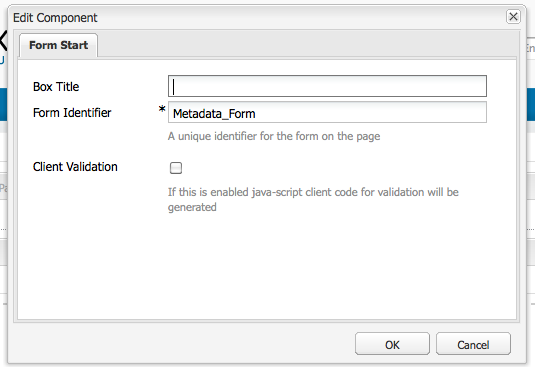 Edit Component
Form Start
Box Title
Form Identifier * Metadata_Form
A unique identifier for the form on the page
Client Validation
If this is enabled java-script client code for validation will be
generated
OK Cancel